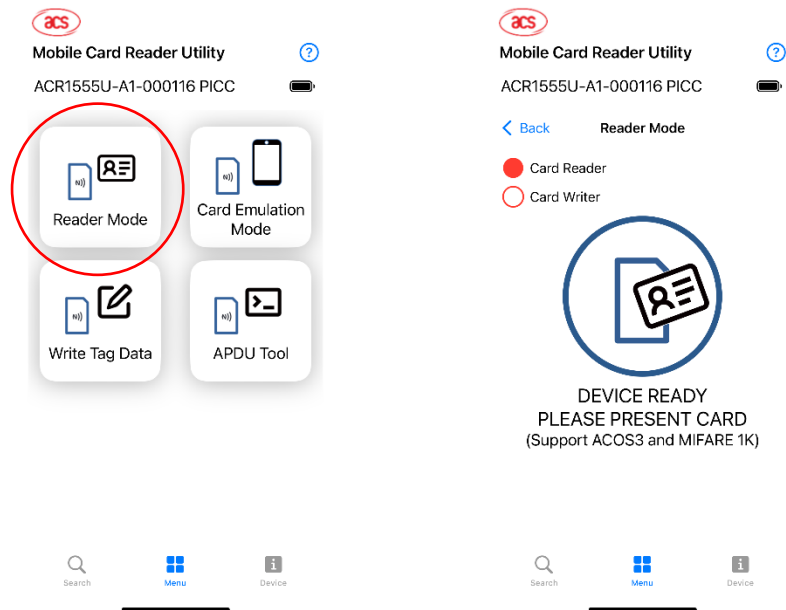 acs
Mobile Card Reader Utility
?
ACR1555U-A1-000116 PICC
N))
Reader Mode
N))
Card Emulation
Mode
N))
Write Tag Data
N))
APDU Tool
Search
Menu
i
Device
acs
Mobile Card Reader Utility
?
ACR1555U-A1-000116 PICC
Back
Reader Mode
Card Reader
Card Writer
DEVICE READY
PLEASE PRESENT CARD
(Support ACOS3 and MIFARE 1K)
Search
Menu
i
Device